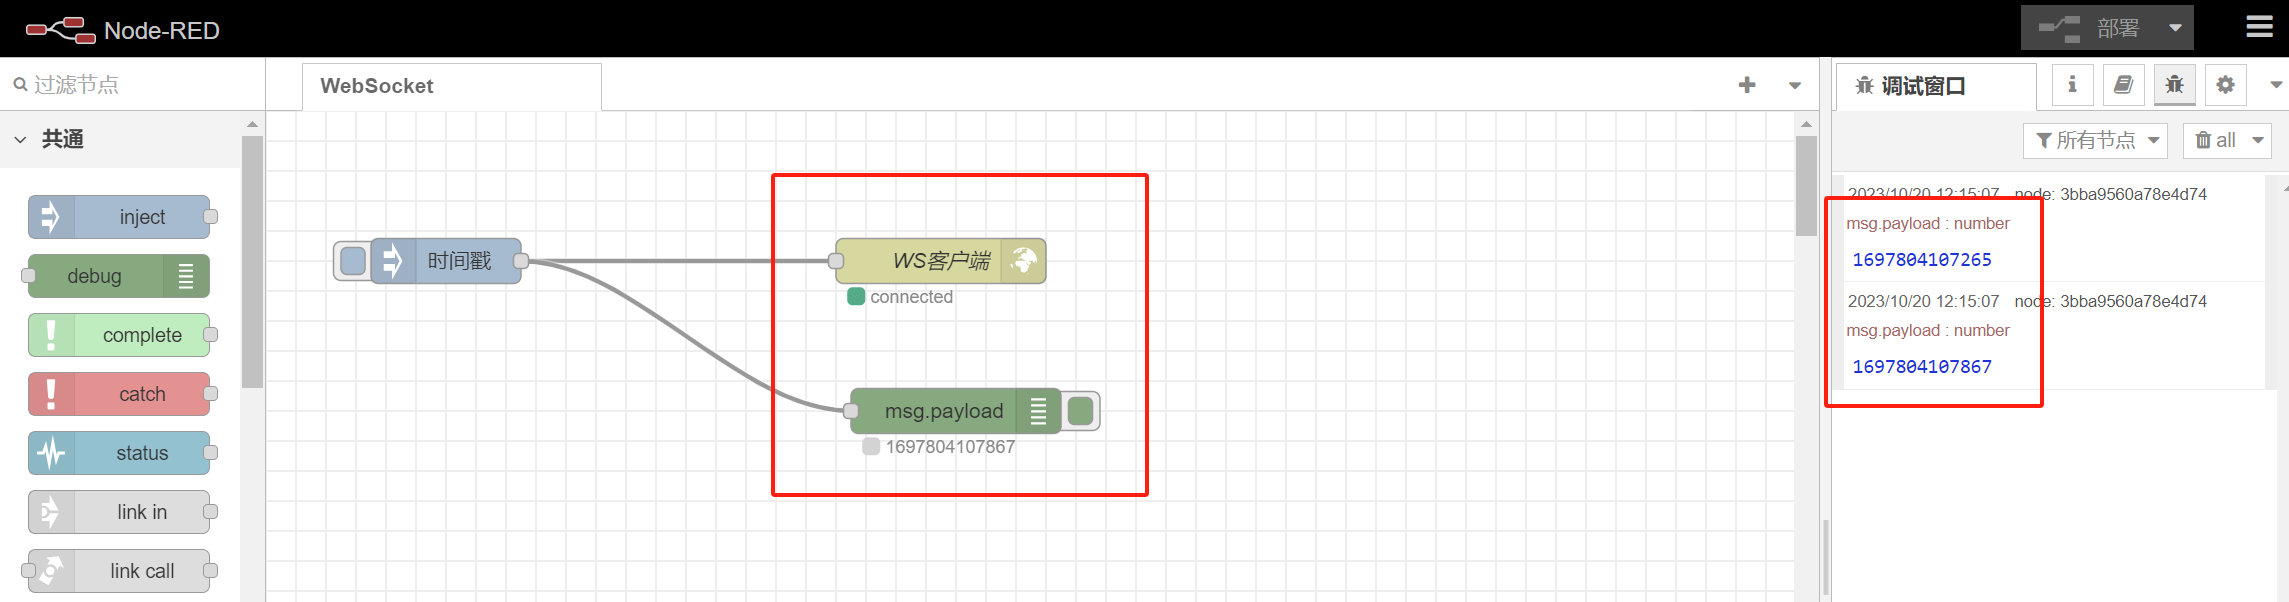 Node-RED
部署
过滤节点
WebSocket
调试窗口
共通
所有节点
all
inject
debug
complete
catch
status
link in
link call
时间戳
WS客户端
connected
msg.payload
1697804107867
2023/10/20 12:15:07 node: 3bba9560a78e4d74
msg.payload : number
1697804107265
2023/10/20 12:15:07 node: 3bba9560a78e4d74
msg.payload : number
1697804107867